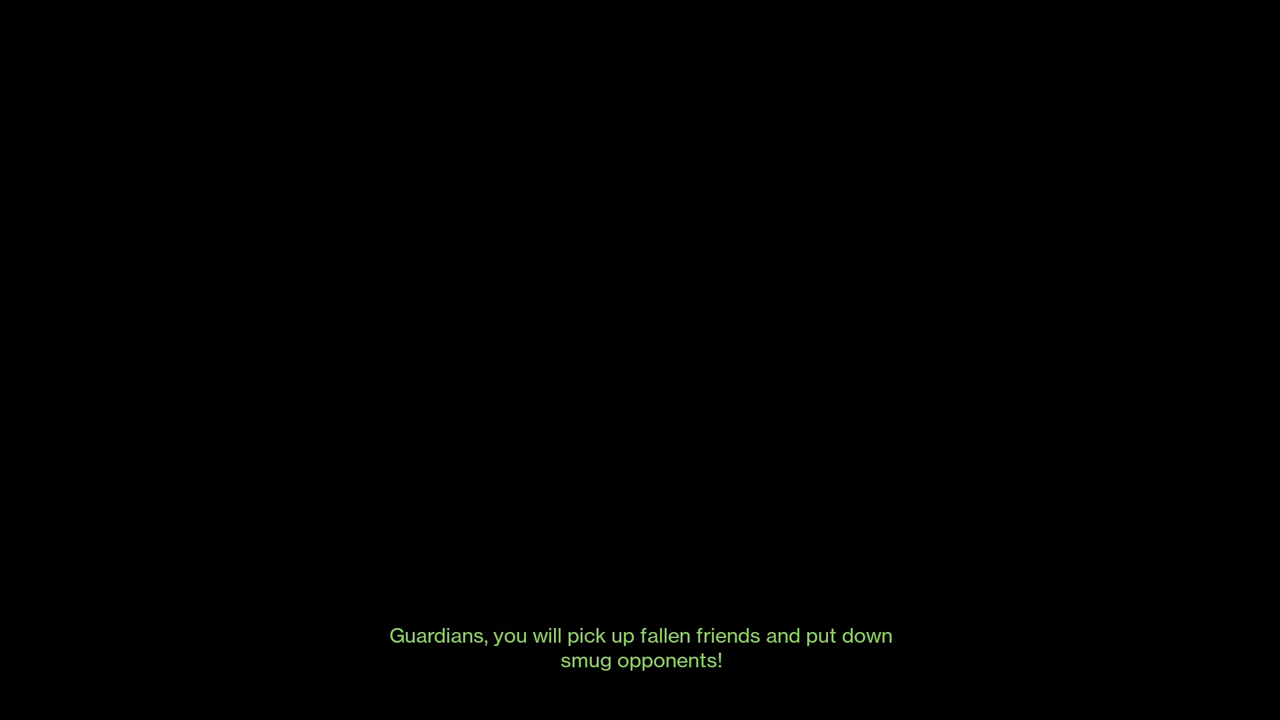 Guardians, you will pick up fallen friends and put down
smug opponents!